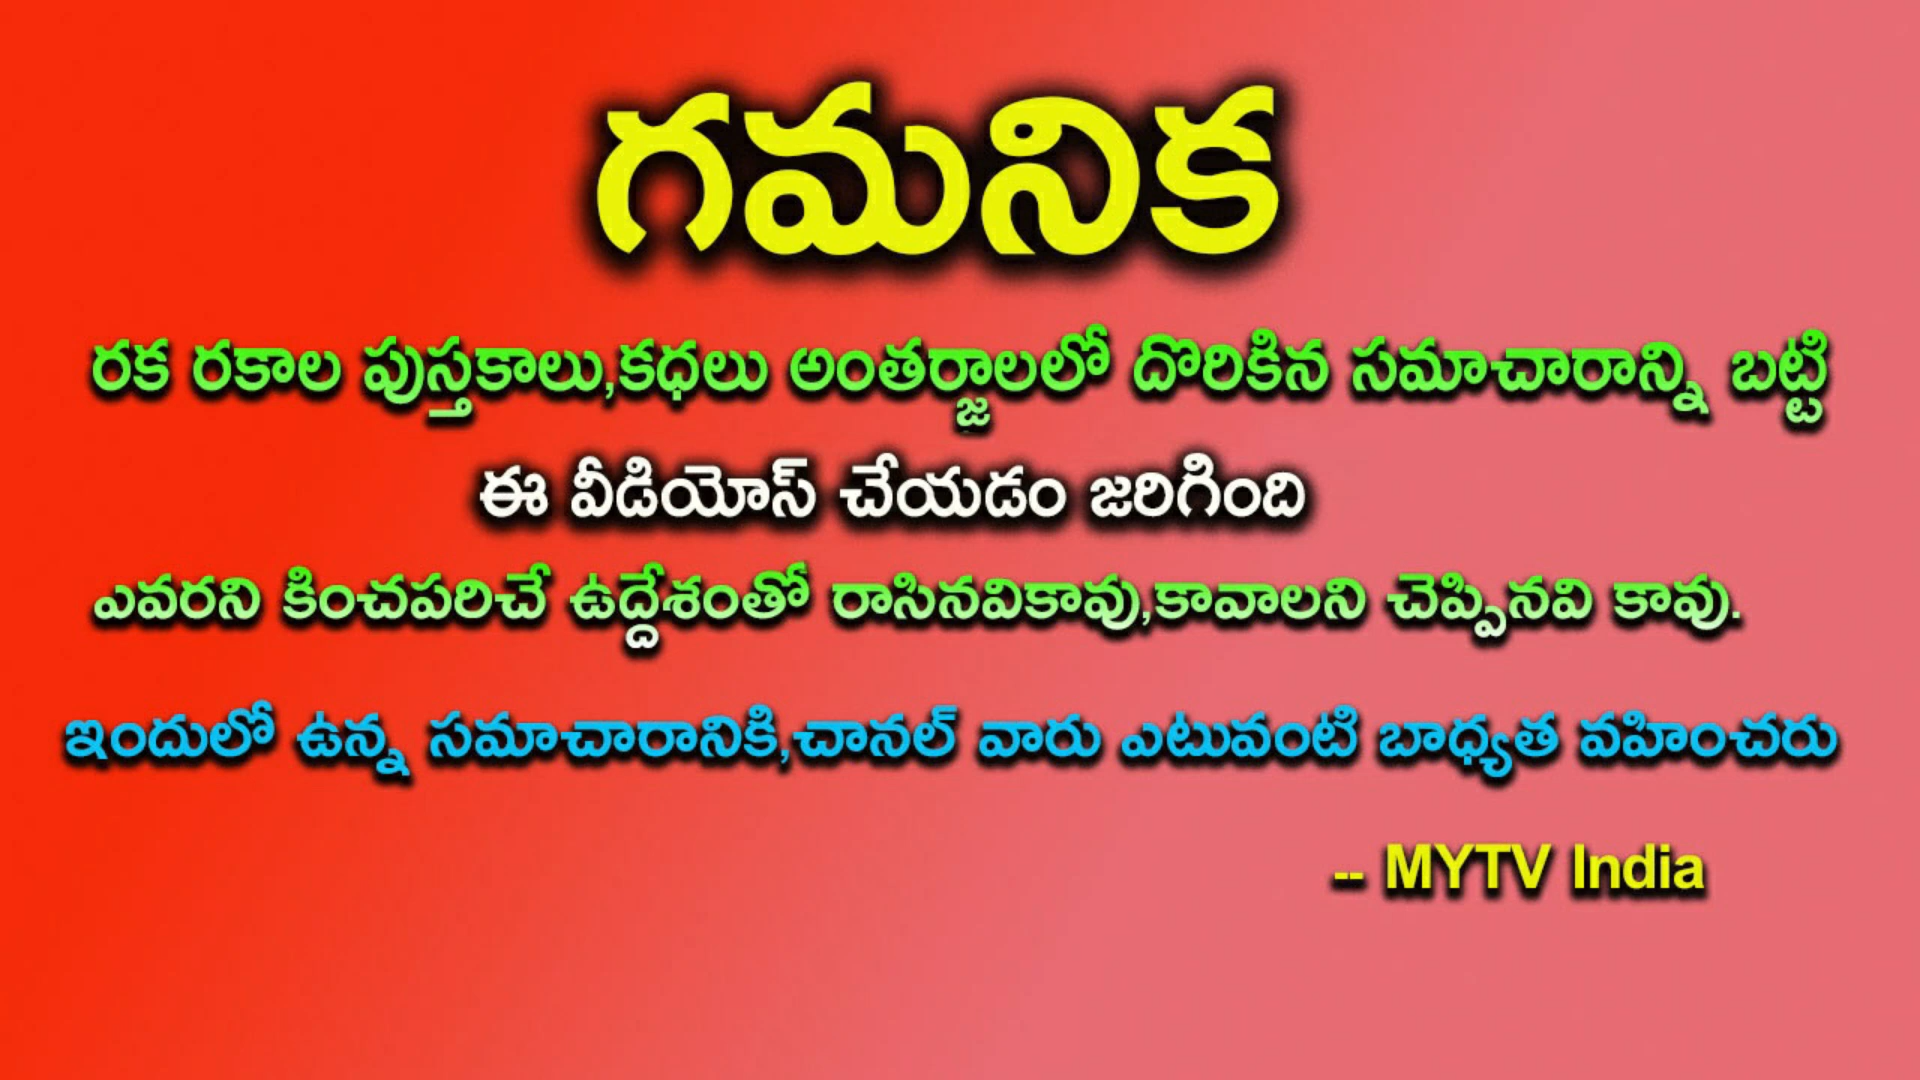 గమనిక
రక రకాల పుస్తకాలు,కధలు అంతర్జాలలో దొరికిన సమాచారాన్ని బట్టి
ఈ వీడియోస్ చేయడం జరిగింది
ఎవరని కించపరిచే ఉద్దేశంతో రాసినవికావు,కావాలని చెప్పినవి కావు.
ఇందులో ఉన్న సమాచారానికి,చానల్ వారు ఎటువంటి బాధ్యత వహించరు
-- MYTV India